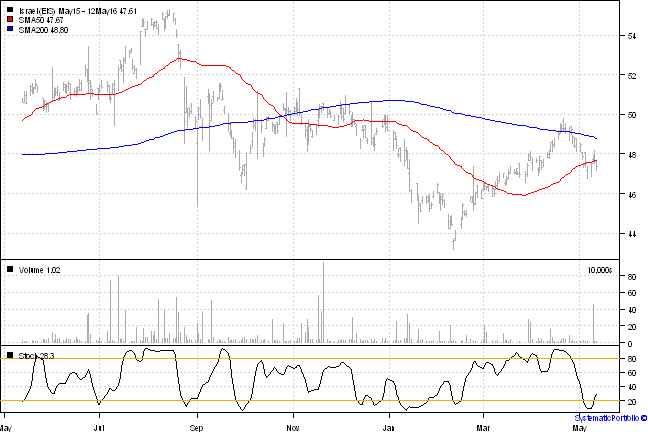 Israel(EIS) May15 - 12May16 47.61
SMA50 47.67
SMA200 48.80
54
52
50
48
46
44
Volume 1.02
10,000s
80
60
40
20
0
Stoch 28.3
80
60
40
20
May Jul Sep Nov Jan Mar May
SystematicPortfolio ©